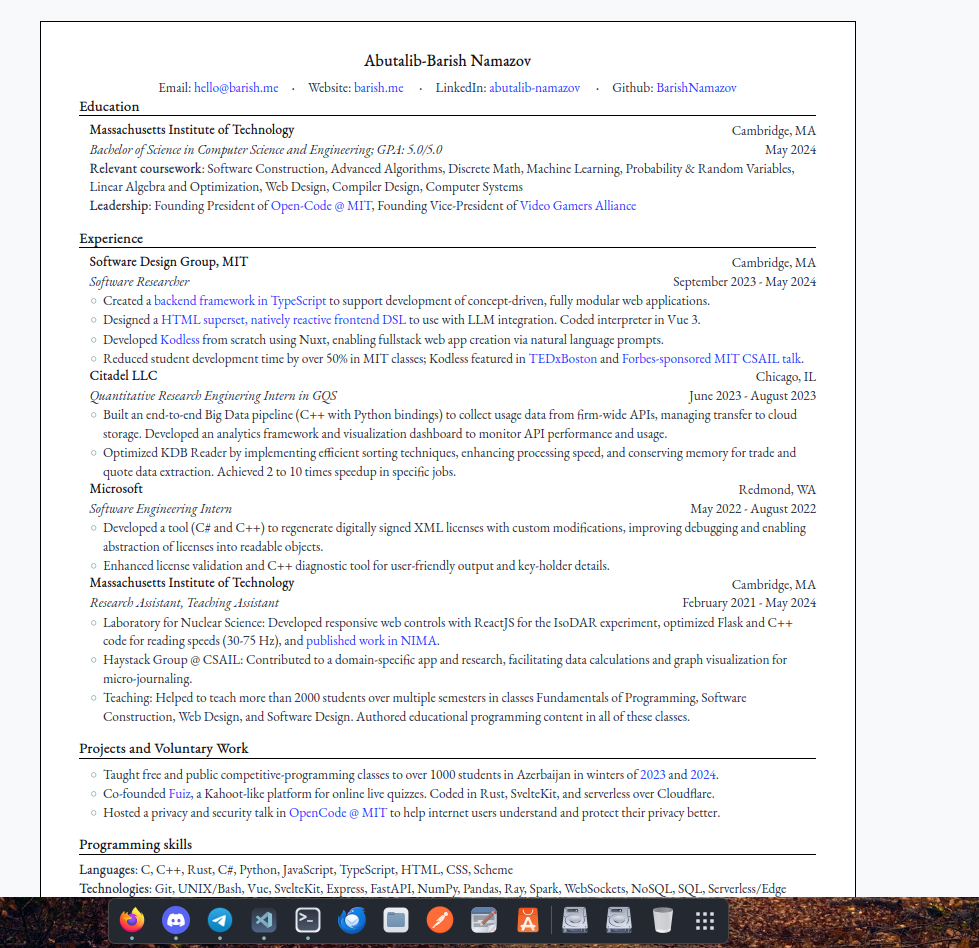 Abutalib-Barish Namazov
Email: hello@barish.me · Website: barish.me · LinkedIn: abutalib-namazov · Github: BarishNamazov
Education
Massachusetts Institute of Technology Cambridge, MA
Bachelor of Science in Computer Science and Engineering; GPA: 5.0/5.0 May 2024
Relevant coursework: Software Construction, Advanced Algorithms, Discrete Math, Machine Learning, Probability & Random Variables,
Linear Algebra and Optimization, Web Design, Compiler Design, Computer Systems
Leadership: Founding President of Open-Code @ MIT, Founding Vice-President of Video Gamers Alliance
Experience
Software Design Group, MIT Cambridge, MA
Software Researcher September 2023 - May 2024
○ Created a backend framework in TypeScript to support development of concept-driven, fully modular web applications.
○ Designed a HTML superset, natively reactive frontend DSL to use with LLM integration. Coded interpreter in Vue 3.
○ Developed Kodless from scratch using Nuxt, enabling fullstack web app creation via natural language prompts.
○ Reduced student development time by over 50% in MIT classes; Kodless featured in TEDxBoston and Forbes-sponsored MIT CSAIL talk.
Citadel LLC Chicago, IL
Quantitative Research Enginering Intern in GQS June 2023 - August 2023
○ Built an end-to-end Big Data pipeline (C++ with Python bindings) to collect usage data from firm-wide APIs, managing transfer to cloud
storage. Developed an analytics framework and visualization dashboard to monitor API performance and usage.
○ Optimized KDB Reader by implementing efficient sorting techniques, enhancing processing speed, and conserving memory for trade and
quote data extraction. Achieved 2 to 10 times speedup in specific jobs.
Microsoft Redmond, WA
Software Engineering Intern May 2022 - August 2022
○ Developed a tool (C# and C++) to regenerate digitally signed XML licenses with custom modifications, improving debugging and enabling
abstraction of licenses into readable objects.
○ Enhanced license validation and C++ diagnostic tool for user-friendly output and key-holder details.
Massachusetts Institute of Technology Cambridge, MA
Research Assistant, Teaching Assistant February 2021 - May 2024
○ Laboratory for Nuclear Science: Developed responsive web controls with ReactJS for the IsoDAR experiment, optimized Flask and C++
code for reading speeds (30-75 Hz), and published work in NIMA.
○ Haystack Group @ CSAIL: Contributed to a domain-specific app and research, facilitating data calculations and graph visualization for
micro-journaling.
○ Teaching: Helped to teach more than 2000 students over multiple semesters in classes Fundamentals of Programming, Software
Construction, Web Design, and Software Design. Authored educational programming content in all of these classes.
Projects and Voluntary Work
○ Taught free and public competitive-programming classes to over 1000 students in Azerbaijan in winters of 2023 and 2024.
○ Co-founded Fuiz, a Kahoot-like platform for online live quizzes. Coded in Rust, SvelteKit, and serverless over Cloudflare.
○ Hosted a privacy and security talk in OpenCode @ MIT to help internet users understand and protect their privacy better.
Programming skills
Languages: C, C++, Rust, C#, Python, JavaScript, TypeScript, HTML, CSS, Scheme
Technologies: Git, UNIX/Bash, Vue, SvelteKit, Express, FastAPI, NumPy, Pandas, Ray, Spark, WebSockets, NoSQL, SQL, Serverless/Edge